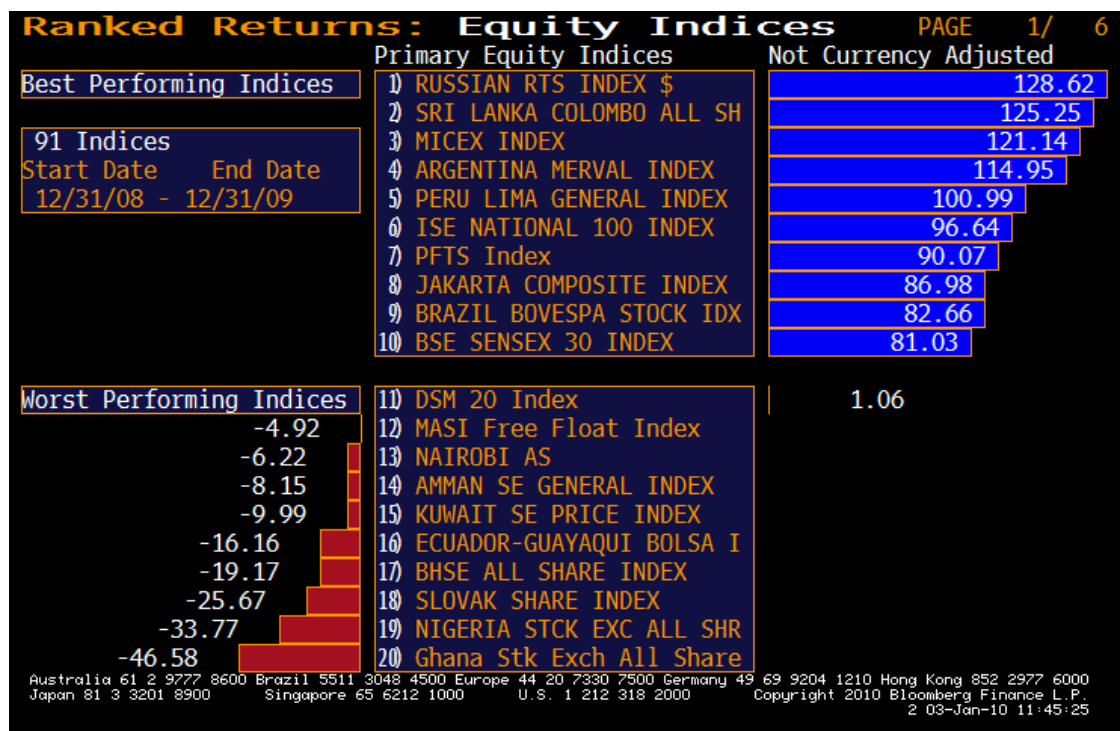 Ranked Returns: Equity Indices PAGE 1/ 6
Primary Equity Indices Not Currency Adjusted
Best Performing Indices 1) RUSSIAN RTS INDEX $ 128.62
2) SRI LANKA COLOMBO ALL SH 125.25
91 Indices 3) MICEX INDEX 121.14
Start Date End Date 4) ARGENTINA MERVAL INDEX 114.95
12/31/08 - 12/31/09 5) PERU LIMA GENERAL INDEX 100.99
6) ISE NATIONAL 100 INDEX 96.64
7) PFTS Index 90.07
8) JAKARTA COMPOSITE INDEX 86.98
9) BRAZIL BOVESPA STOCK IDX 82.66
10) BSE SENSEX 30 INDEX 81.03
Worst Performing Indices 11) DSM 20 Index 1.06
-4.92 12) MASI Free Float Index
-6.22 13) NAIROBI AS
-8.15 14) AMMAN SE GENERAL INDEX
-9.99 15) KUWAIT SE PRICE INDEX
-16.16 16) ECUADOR-GUAYAQUI BOLSA I
-19.17 17) BHSE ALL SHARE INDEX
-25.67 18) SLOVAK SHARE INDEX
-33.77 19) NIGERIA STCK EXC ALL SHR
-46.58 20) Ghana Stk Exch All Share
Australia 61 2 9777 8600 Brazil 5511 3048 4500 Europe 44 20 7330 7500 Germany 49 69 9204 1210 Hong Kong 852 2977 6000
Japan 81 3 3201 8900 Singapore 65 6212 1000 U.S. 1 212 318 2000 Copyright 2010 Bloomberg Finance L.P.
2 03-Jan-10 11:45:25